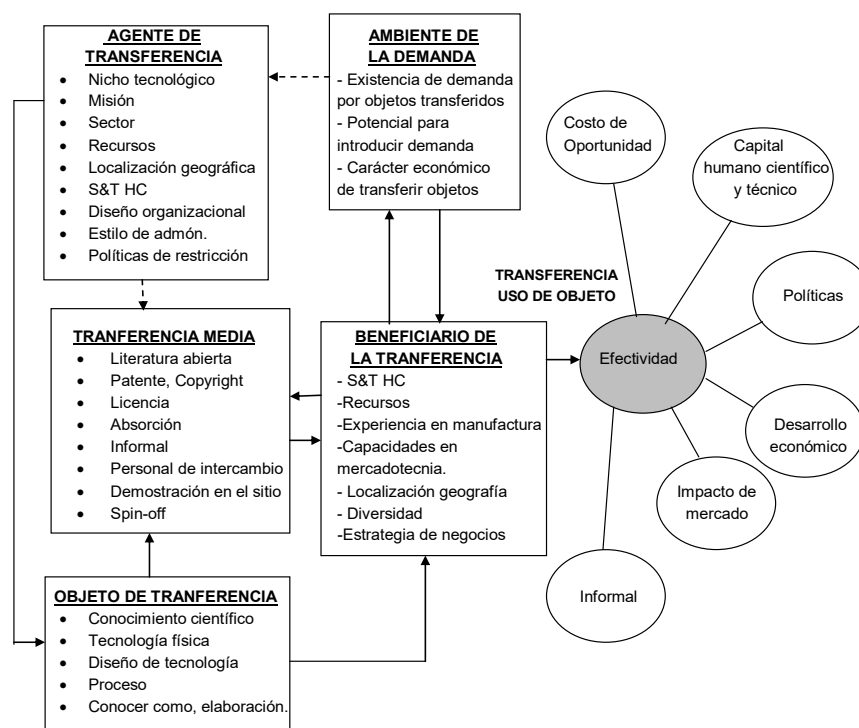 AGENTE DE
TRANSFERENCIA
• Nicho tecnológico
• Misión
• Sector
• Recursos
• Localización geográfica
• S&T HC
• Diseño organizacional
• Estilo de admón.
• Políticas de restricción
AMBIENTE DE
LA DEMANDA
- Existencia de demanda
por objetos transferidos
- Potencial para
introducir demanda
- Carácter económico
de transferir objetos
TRANFERENCIA MEDIA
• Literatura abierta
• Patente, Copyright
• Licencia
• Absorción
• Informal
• Personal de intercambio
• Demostración en el sitio
• Spin-off
BENEFICIARIO DE
LA TRANFERENCIA
- S&T HC
-Recursos
-Experiencia en manufactura
-Capacidades en
mercadotecnia.
- Localización geografía
- Diversidad
-Estrategia de negocios
OBJETO DE TRANFERENCIA
• Conocimiento científico
• Tecnología física
• Diseño de tecnología
• Proceso
• Conocer como, elaboración.
TRANSFERENCIA
USO DE OBJETO
Efectividad
Costo de
Oportunidad
Capital
humano científico
y técnico
Políticas
Desarrollo
económico
Impacto de
mercado
Informal